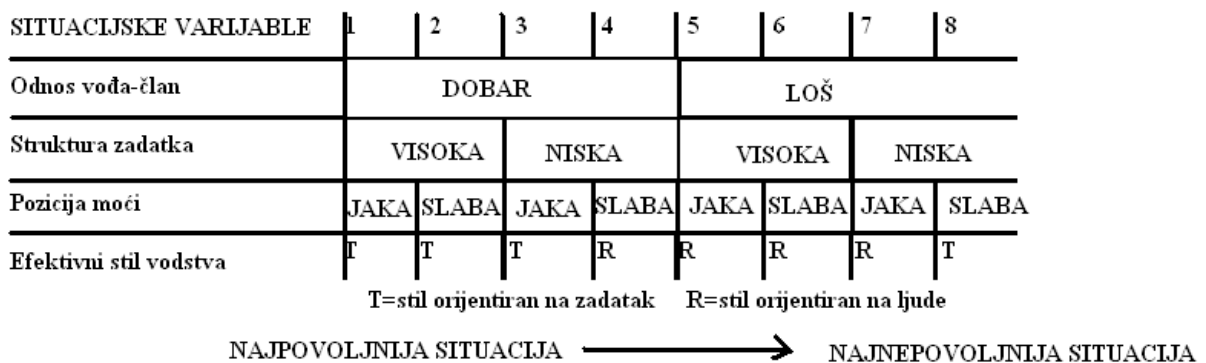 SITUACIJSKE VARIJABLE 1 2 3 4 5 6 7 8
Odnos vođa-član DOBAR LOŠ
Struktura zadatka VISOKA NISKA VISOKA NISKA
Pozicija moći JAKA SLABA JAKA SLABA JAKA SLABA JAKA SLABA
Efektivni stil vodstva T T T R R R R T
T=stil orijentiran na zadatak R=stil orijentiran na ljude
NAJPOVOLJNIJA SITUACIJA NAJNEPOVOLJNIJA SITUACIJA